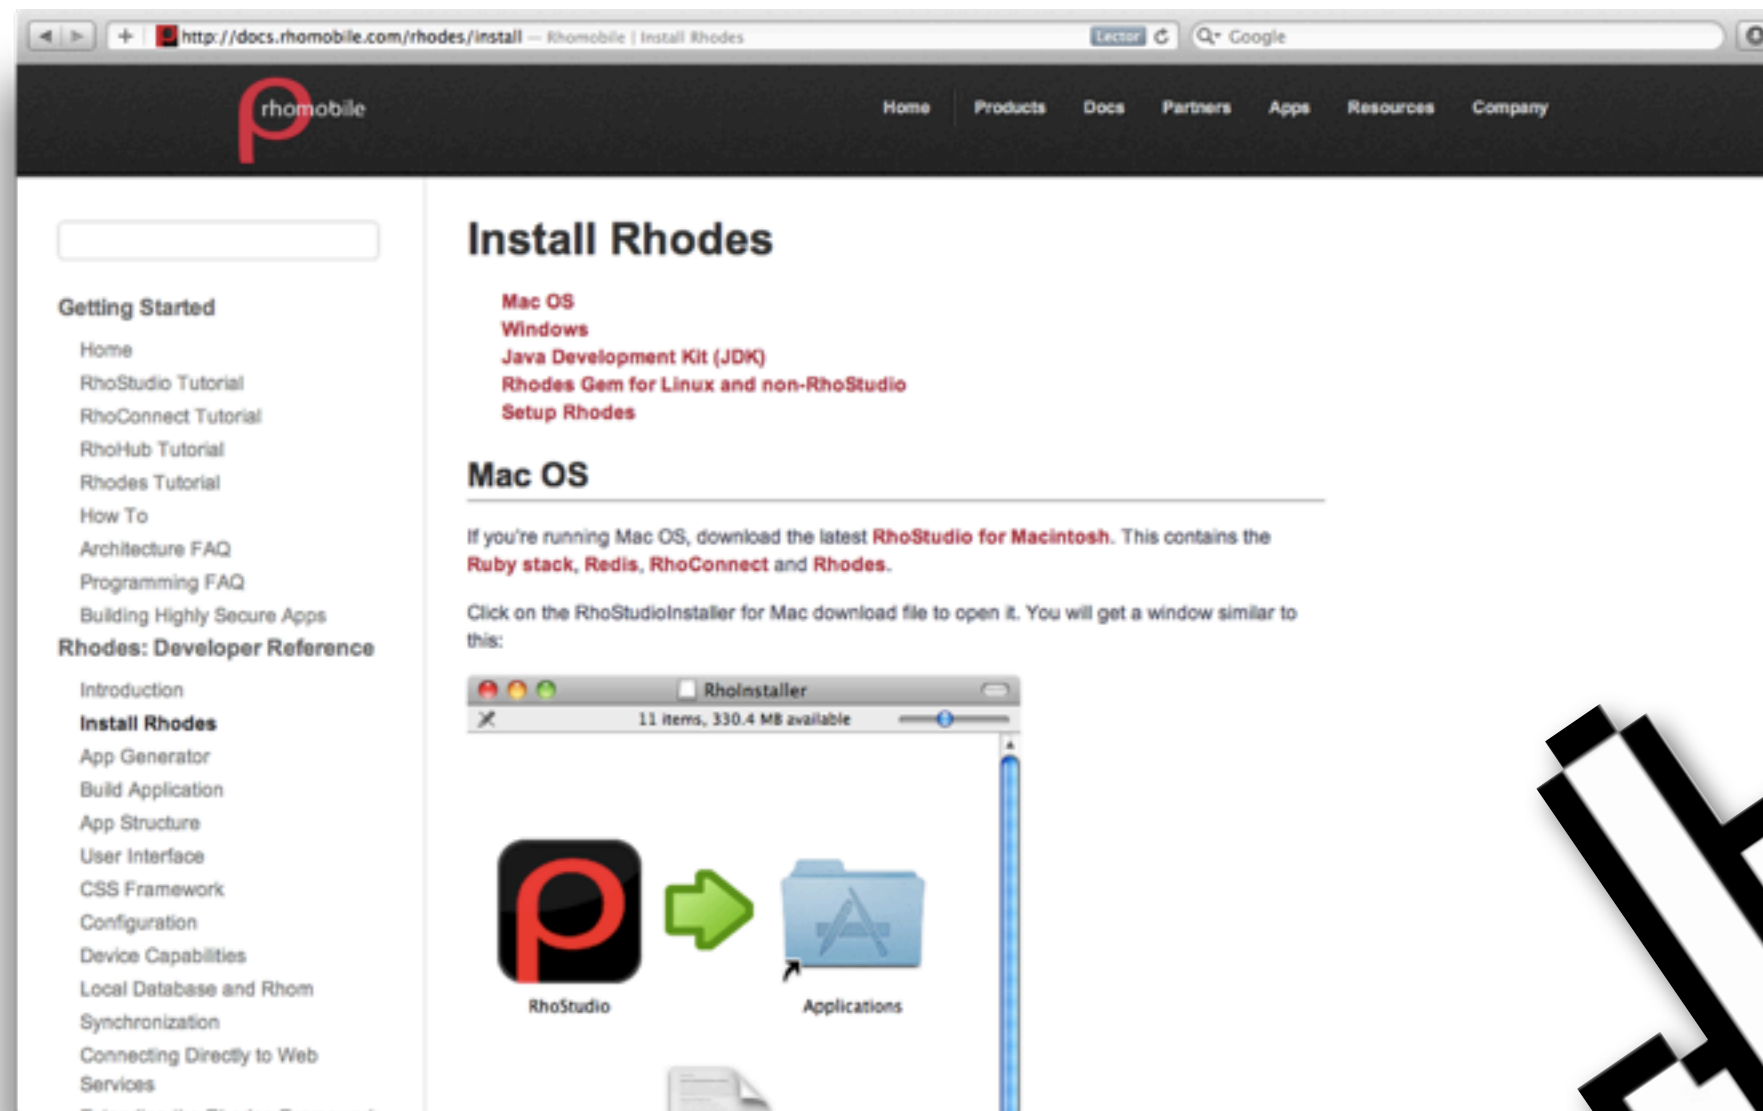 http://docs.rhomobile.com/rhodes/install — Rhomobile | Install Rhodes
Lector
Google
rhomobile
Home Products Docs Partners Apps Resources Company
Getting Started
Home
RhoStudio Tutorial
RhoConnect Tutorial
RhoHub Tutorial
Rhodes Tutorial
How To
Architecture FAQ
Programming FAQ
Building Highly Secure Apps
Rhodes: Developer Reference
Introduction
Install Rhodes
App Generator
Build Application
App Structure
User Interface
CSS Framework
Configuration
Device Capabilities
Local Database and Rhom
Synchronization
Connecting Directly to Web
Services
Install Rhodes
Mac OS
Windows
Java Development Kit (JDK)
Rhodes Gem for Linux and non-RhoStudio
Setup Rhodes
Mac OS
If you're running Mac OS, download the latest RhoStudio for Macintosh. This contains the
Ruby stack, Redis, RhoConnect and Rhodes.
Click on the RhoStudioInstaller for Mac download file to open it. You will get a window similar to
this:
RhoInstaller
11 items, 330.4 MB available
RhoStudio
Applications